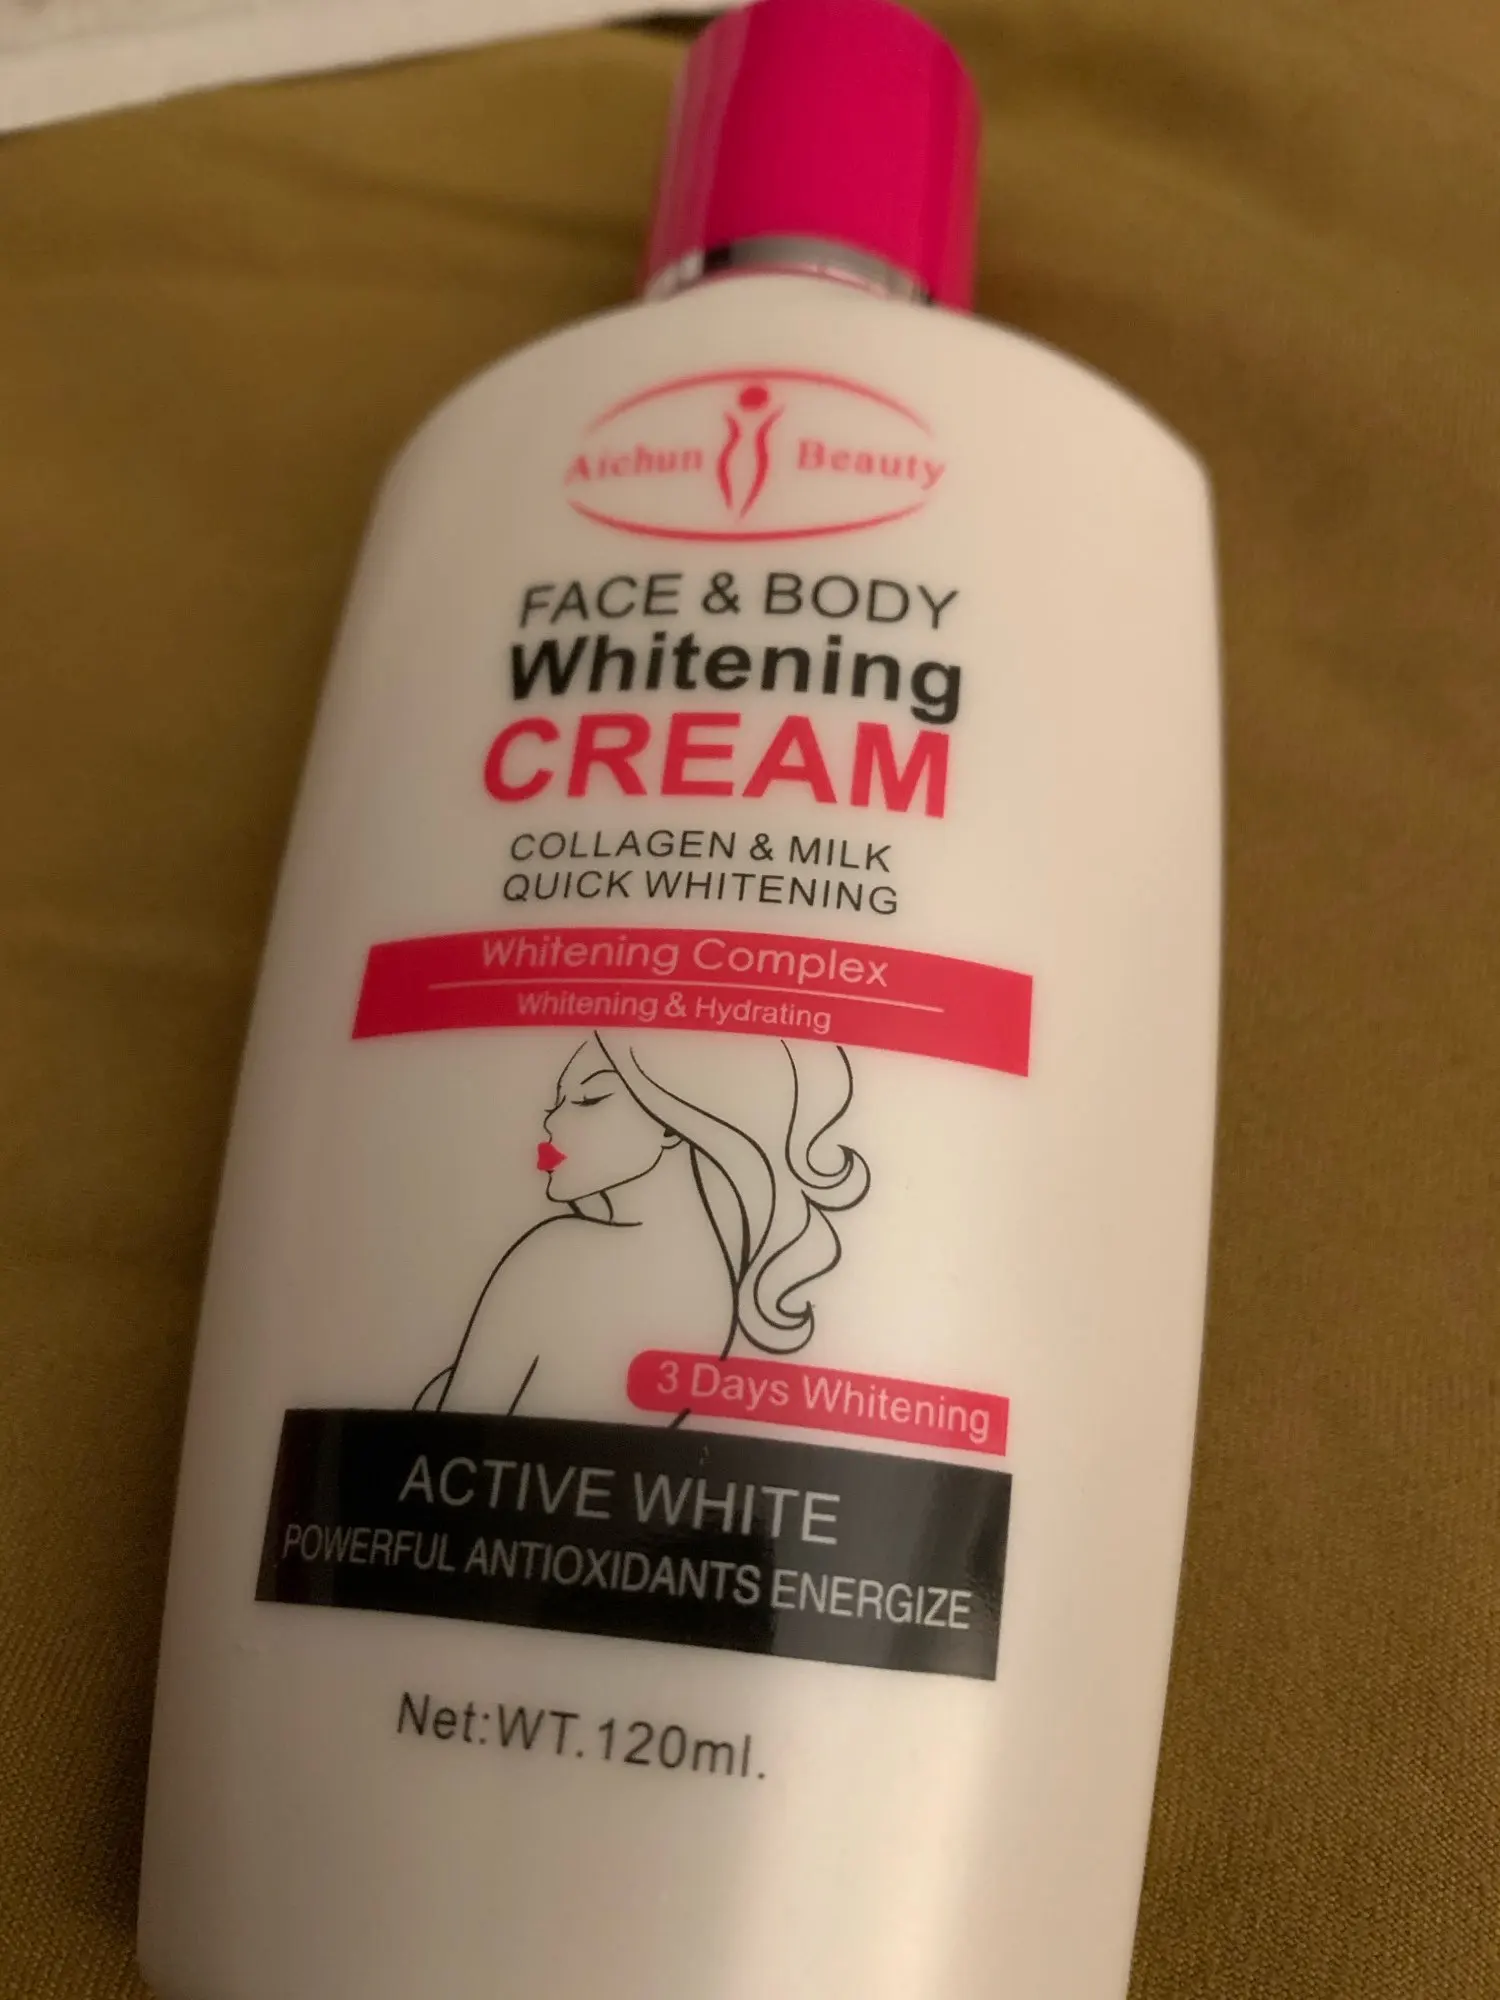 Aichun Beauty
FACE & BODY
Whitening
CREAM
COLLAGEN & MILK
QUICK WHITENING
Whitening Complex
Whitening & Hydrating
3 Days Whitening
ACTIVE WHITE
POWERFUL ANTIOXIDANTS ENERGIZE
Net:WT.120ml.